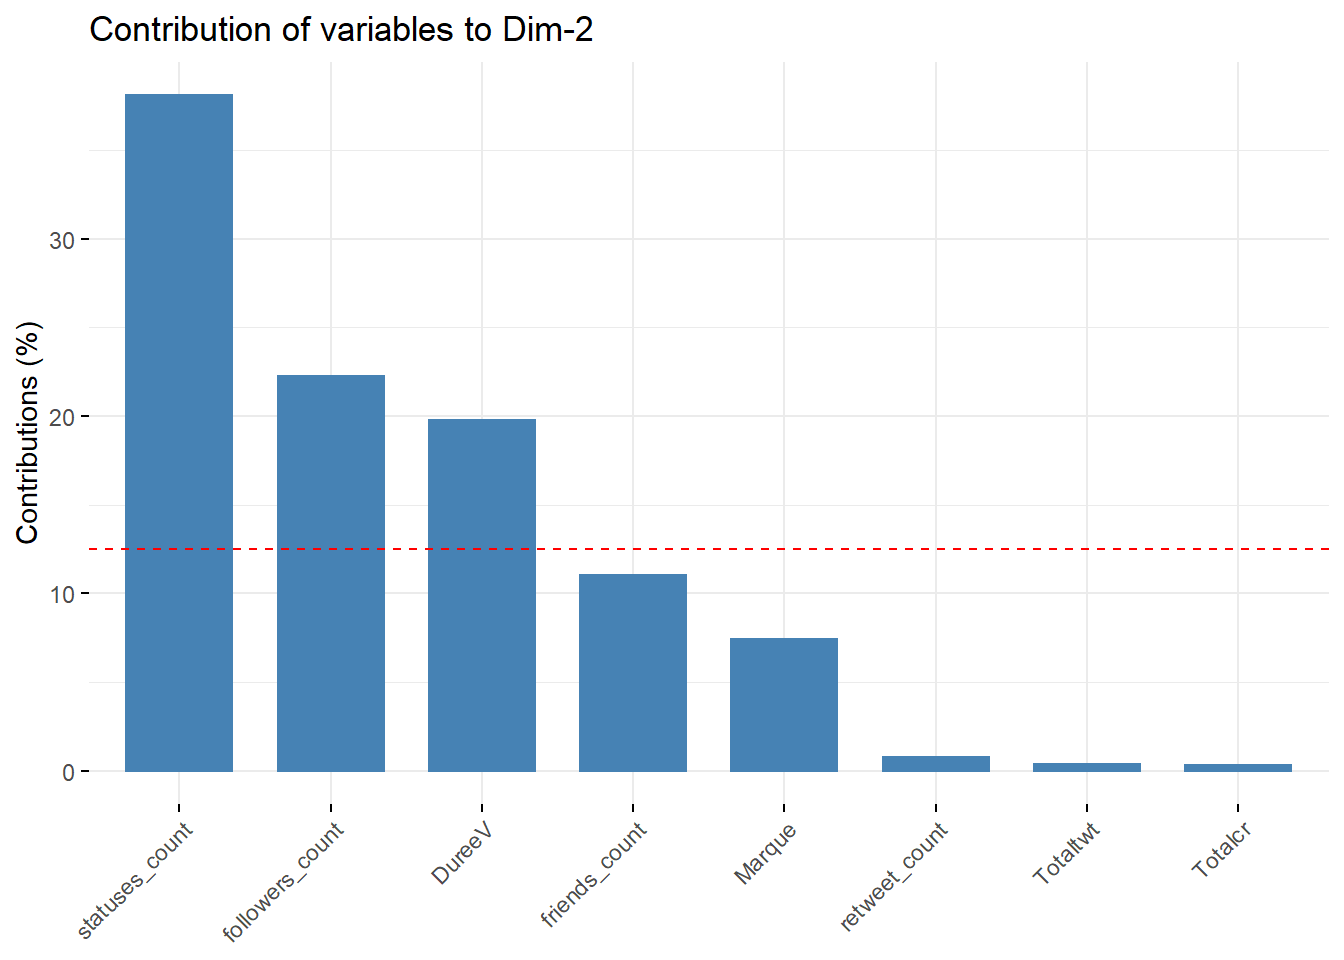 Contribution of variables to Dim-2
Contributions (%)
30
20
10
0
statuses_count
followers_count
DureeV
friends_count
Marque
retweet_count
Totaltwt
Totalcr